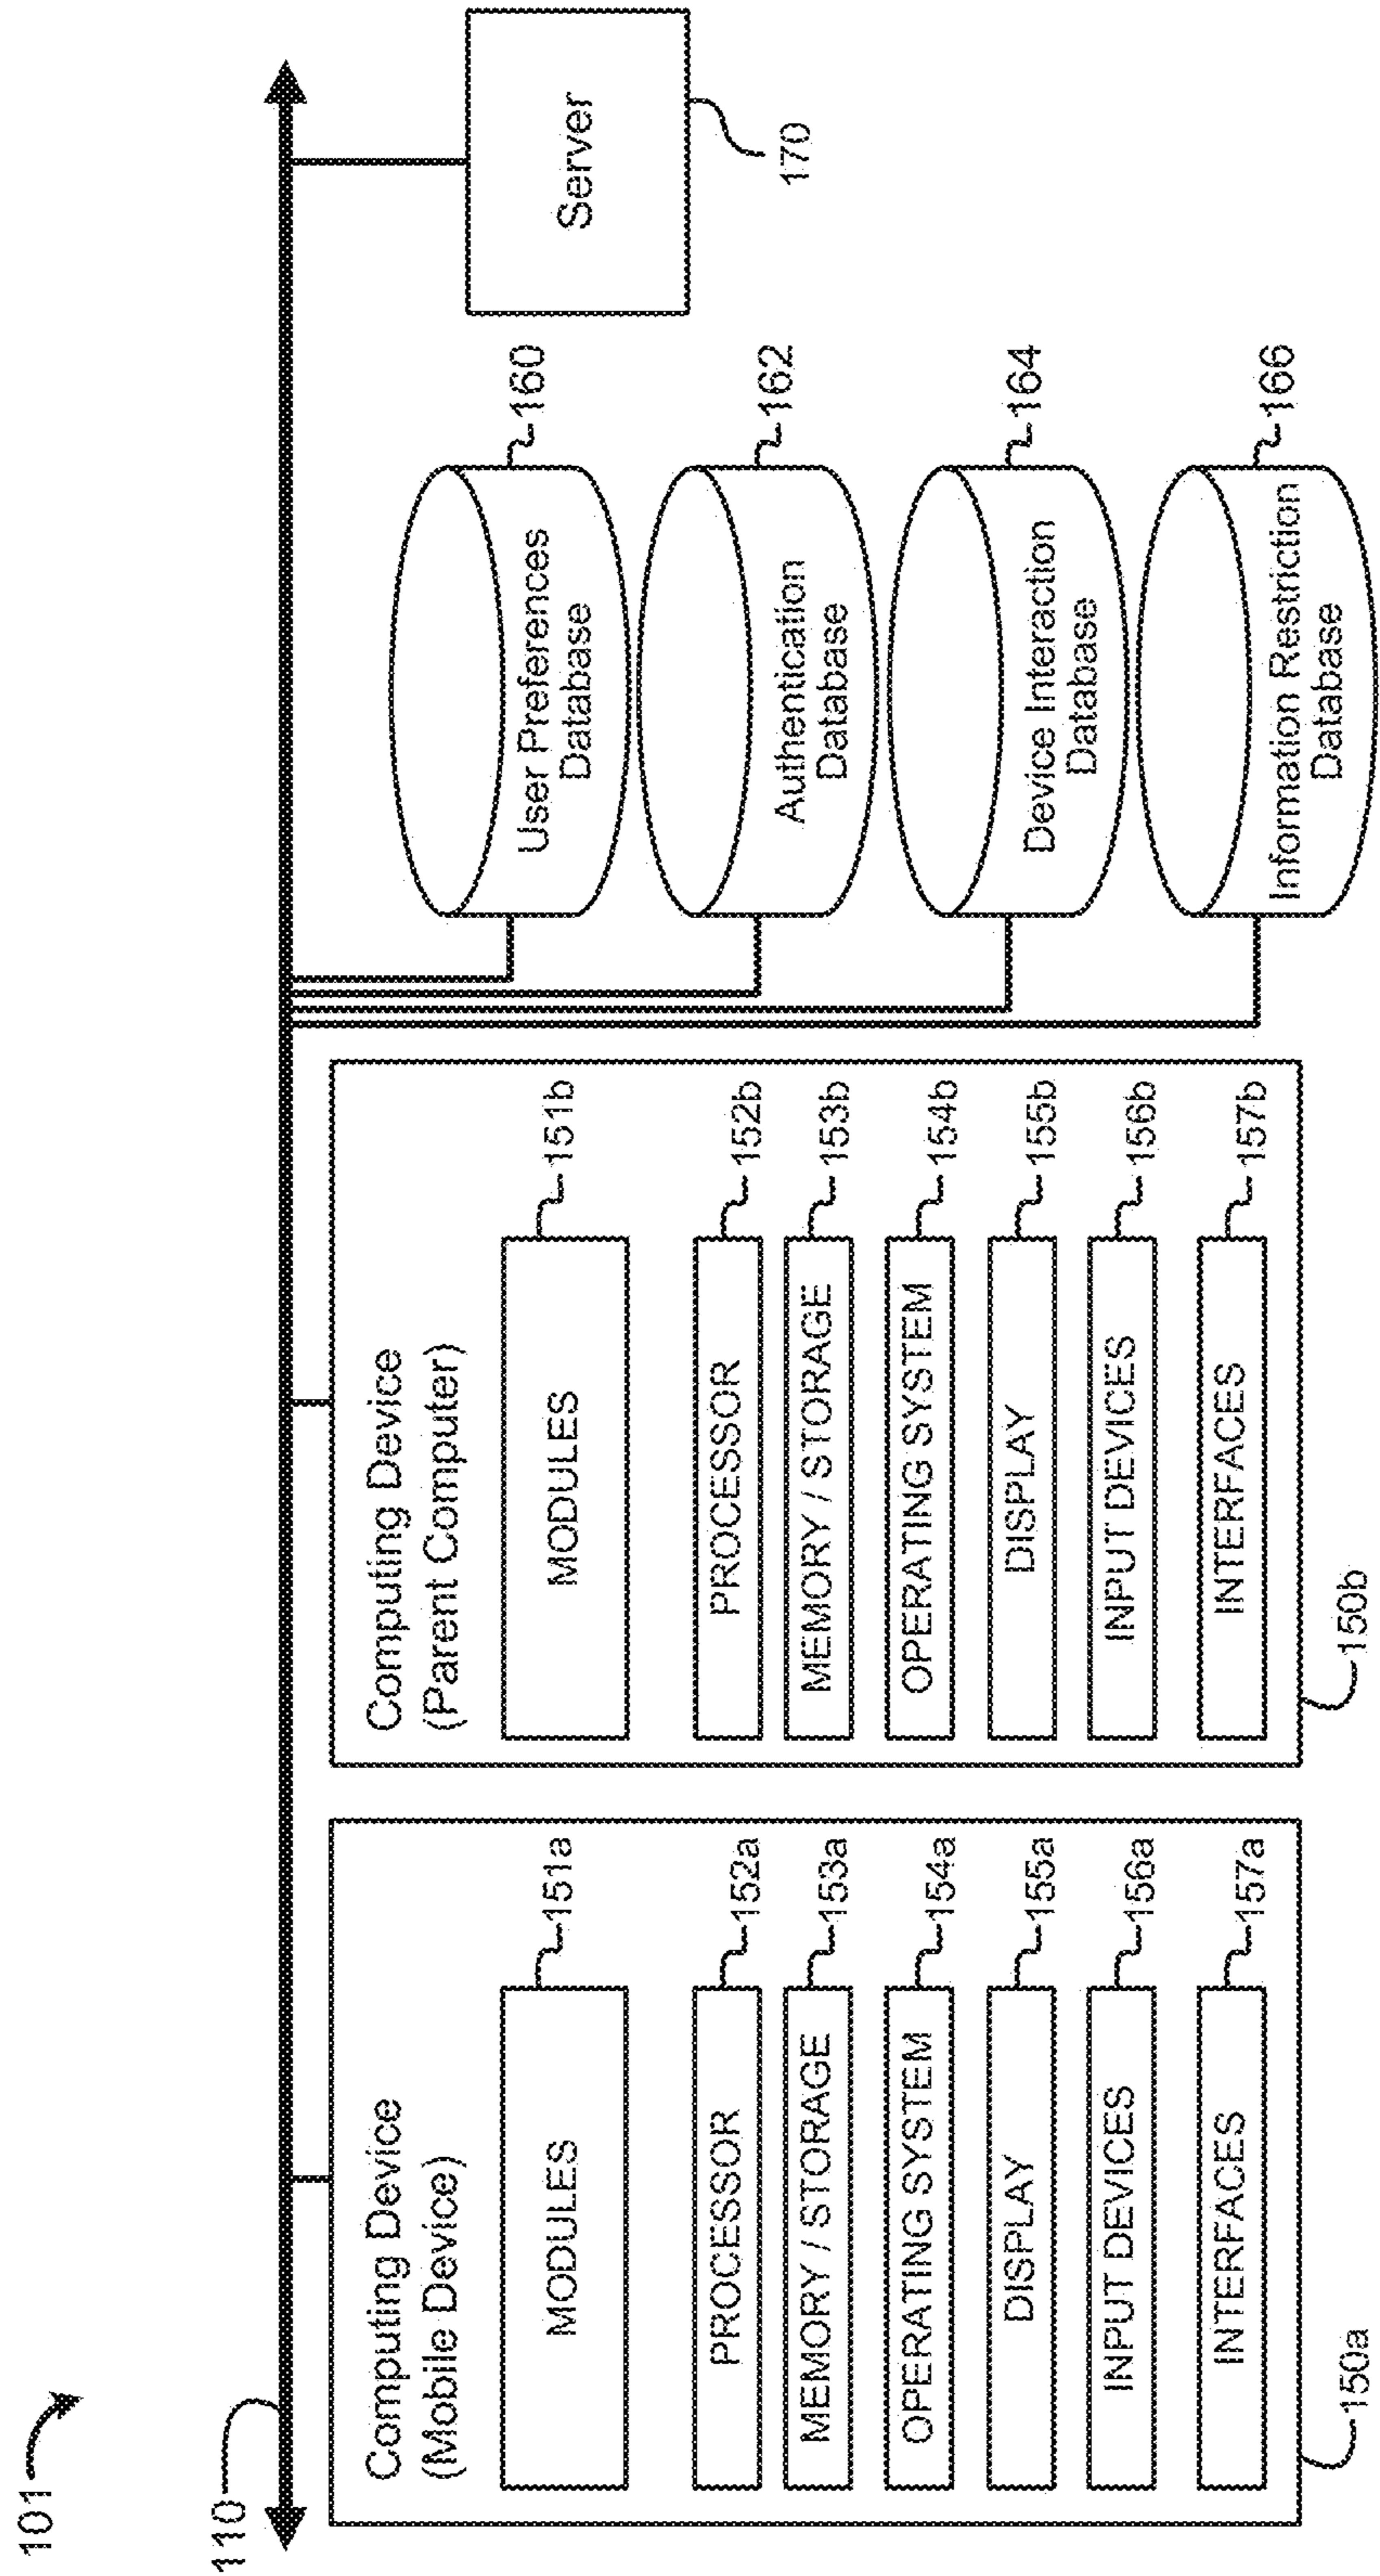 101
110
Computing Device
(Mobile Device)
MODULES
151a
PROCESSOR
152a
MEMORY / STORAGE
153a
OPERATING SYSTEM
154a
DISPLAY
155a
INPUT DEVICES
156a
INTERFACES
157a
150a
Computing Device
(Parent Computer)
MODULES
151b
PROCESSOR
152b
MEMORY / STORAGE
153b
OPERATING SYSTEM
154b
DISPLAY
155b
INPUT DEVICES
156b
INTERFACES
157b
150b
User Preferences
Database
160
Authentication
Database
162
Device Interaction
Database
164
Information Restriction
Database
166
Server
170